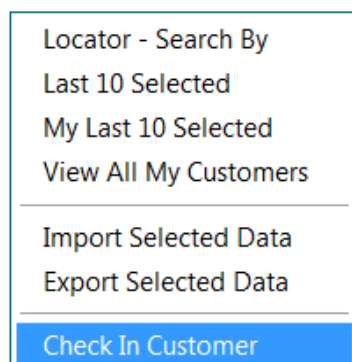 Locator - Search By
Last 10 Selected
My Last 10 Selected
View All My Customers
Import Selected Data
Export Selected Data
Check In Customer